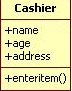 Cashier
+name
+age
+address
+enteritem()